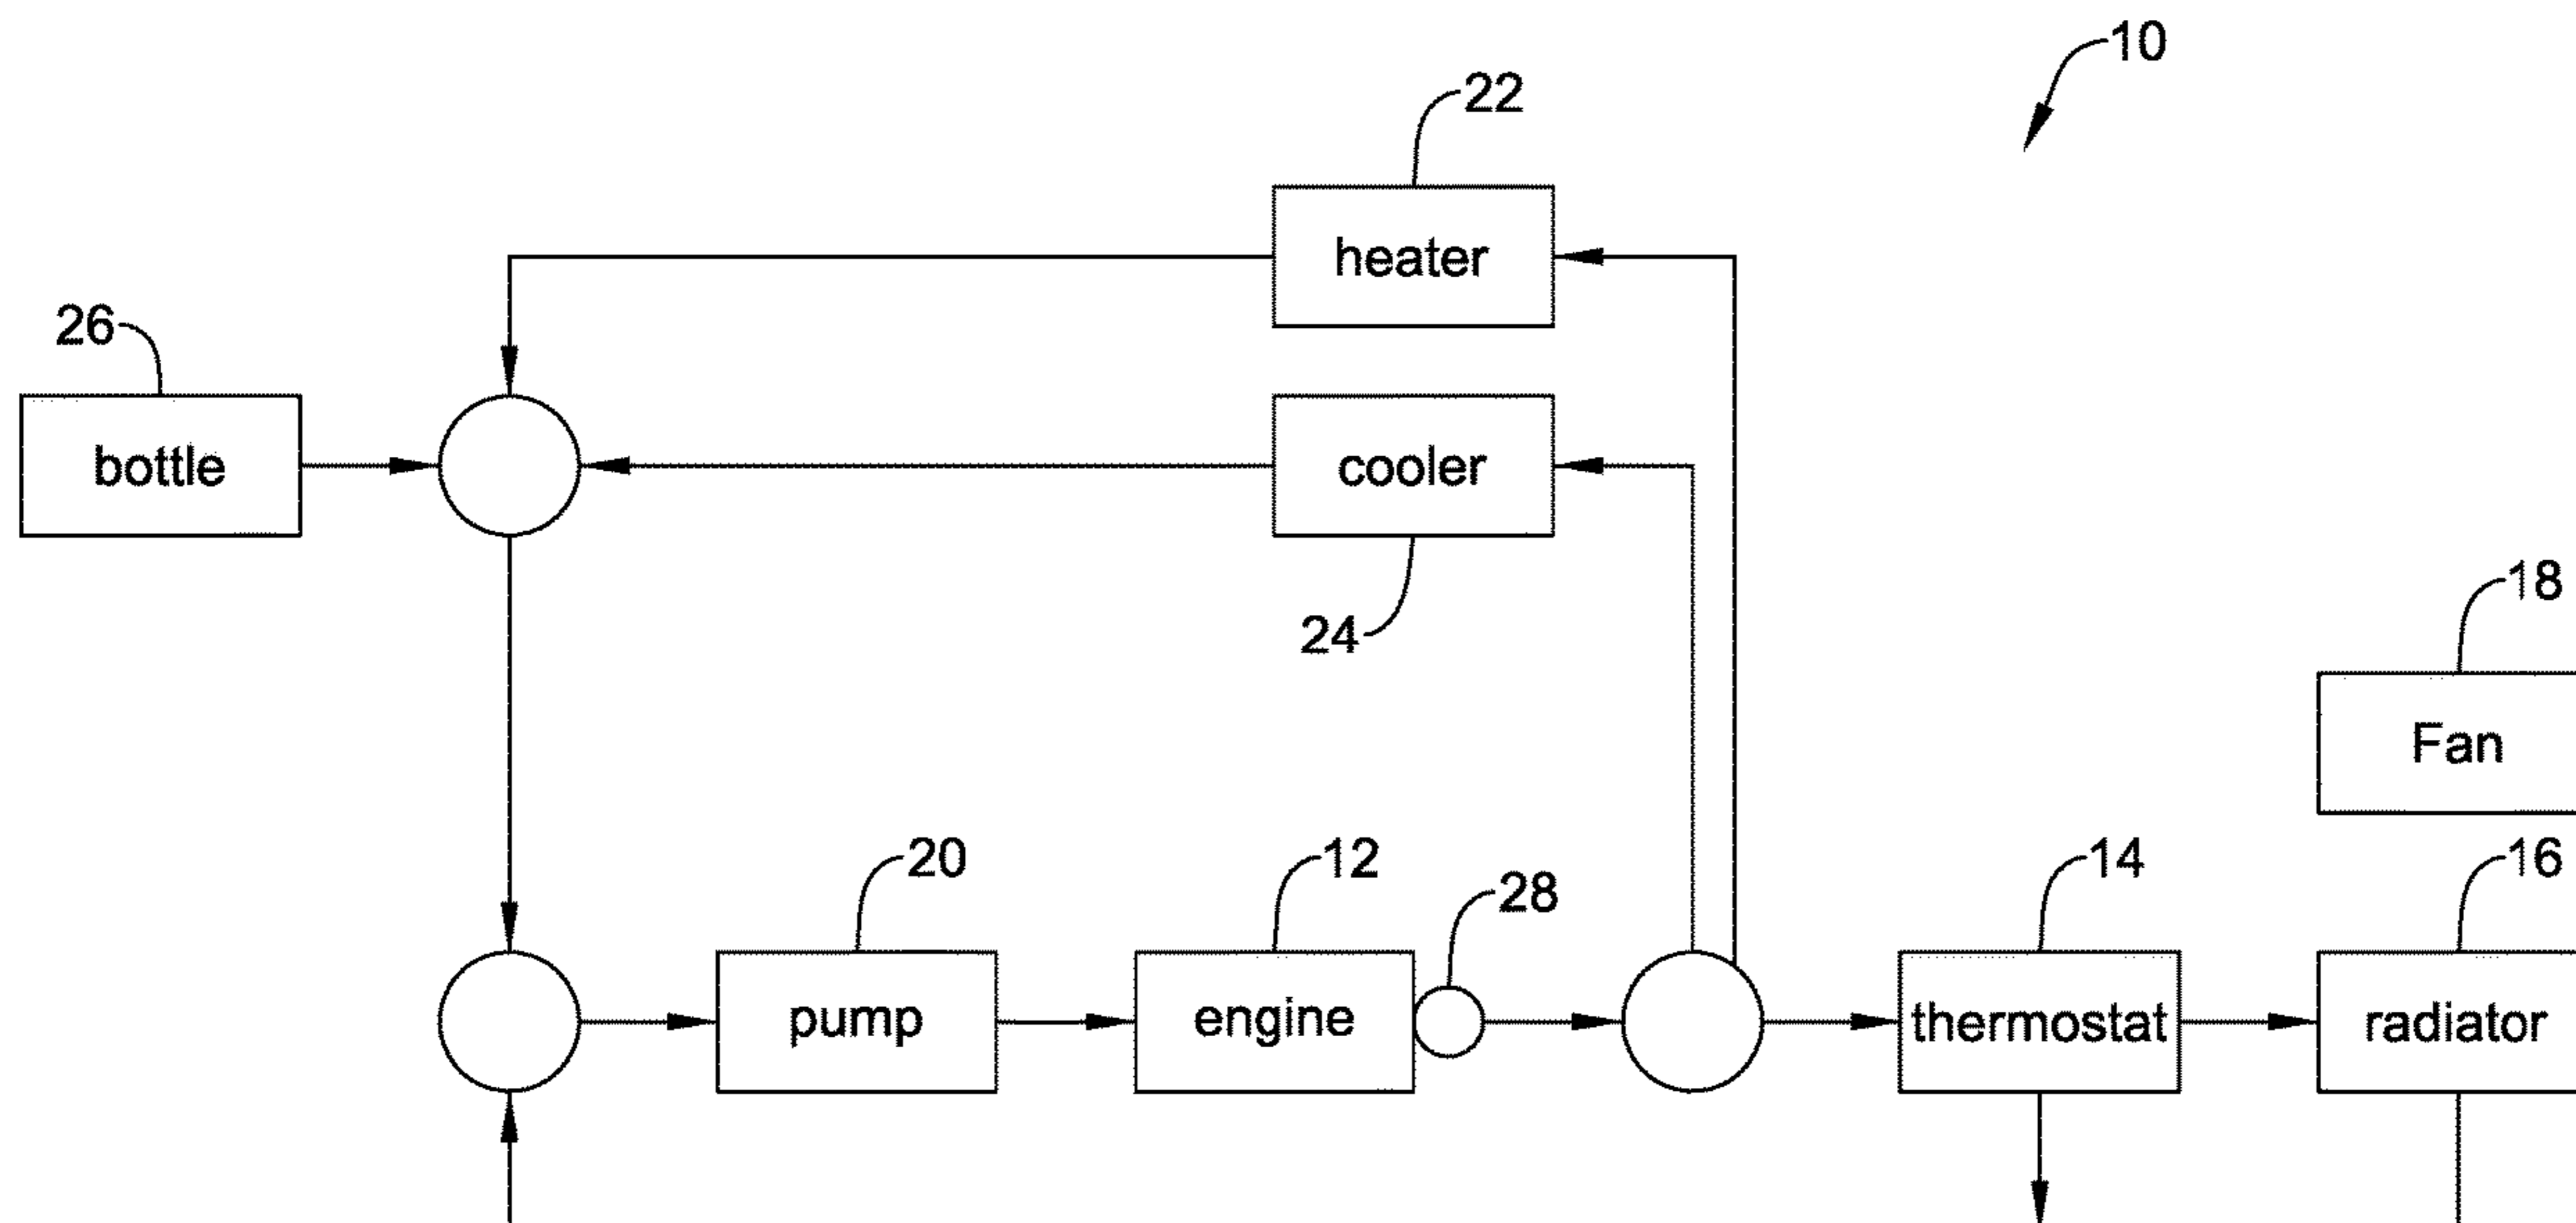 10
22
heater
26
bottle
cooler
24
18
Fan
20
12
28
14
16
pump
engine
thermostat
radiator